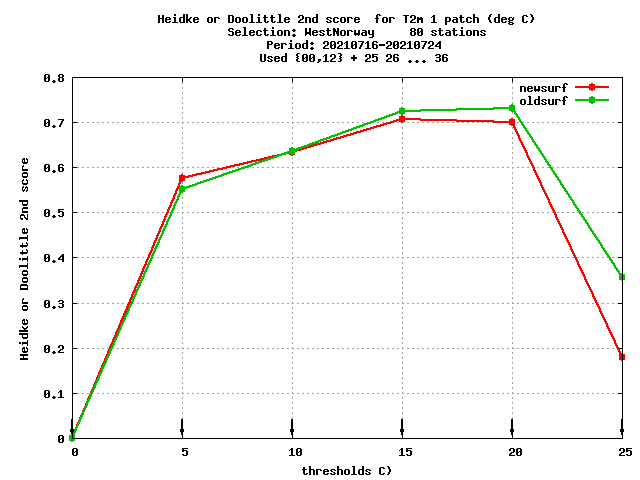 Heidke or Doolittle 2nd score  for T2m 1 patch (deg C)
Selection: WestNorway     80 stations
Period: 20210716-20210724
Used {00,12} + 25 26 ... 36
newsurf
oldsurf
Heidke or Doolittle 2nd score
0.8
0.7
0.6
0.5
0.4
0.3
0.2
0.1
0
0 5 10 15 20 25
thresholds C)